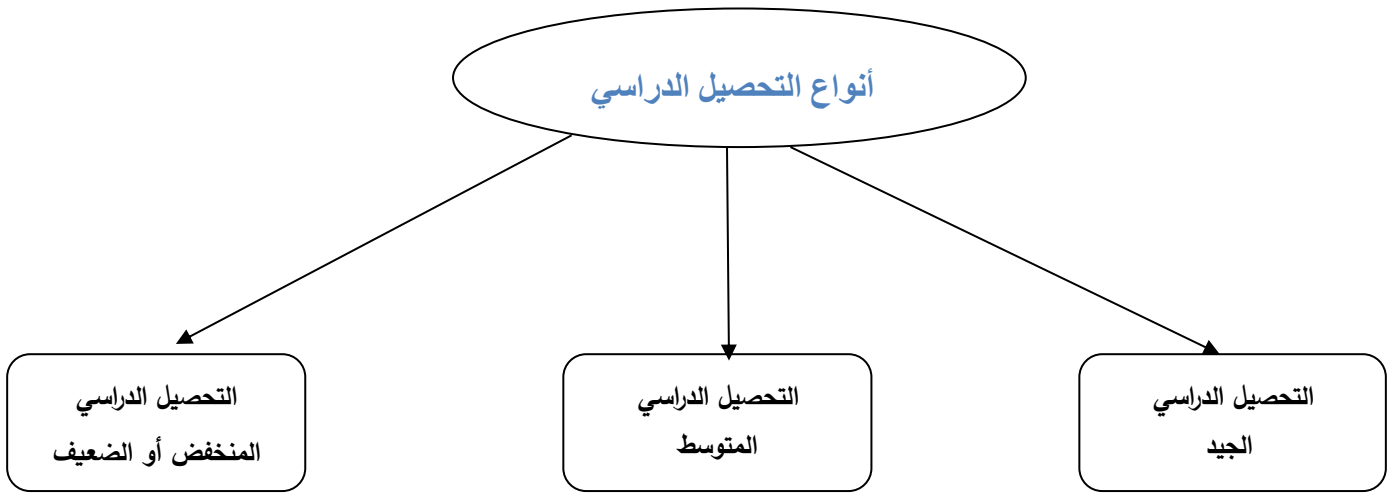 أنواع التحصيل الدراسي
التحصيل الدراسي
الجيد
التحصيل الدراسي
المتوسط
التحصيل الدراسي
المنخفض أو الضعيف